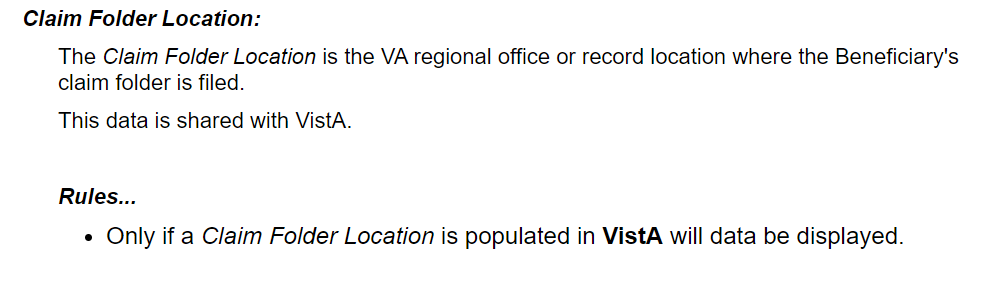 Claim Folder Location:
The Claim Folder Location is the VA regional office or record location where the Beneficiary's
claim folder is filed.
This data is shared with VistA.
Rules...
• Only if a Claim Folder Location is populated in VistA will data be displayed.